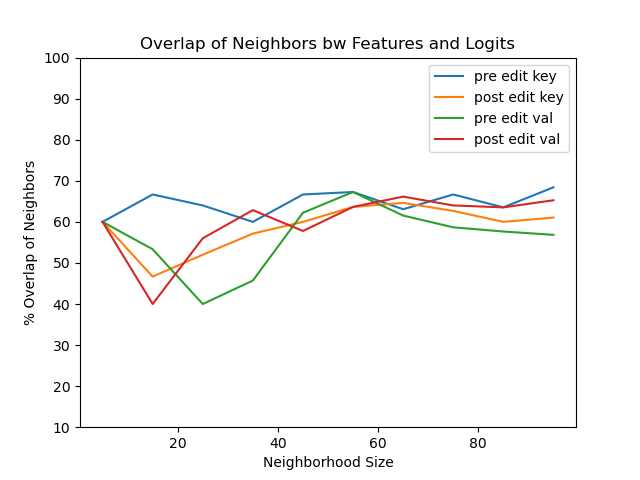 Overlap of Neighbors bw Features and Logits
100
90
80
70
60
50
40
30
20
10
% Overlap of Neighbors
pre edit key
post edit key
pre edit val
post edit val
20
40
60
80
Neighborhood Size